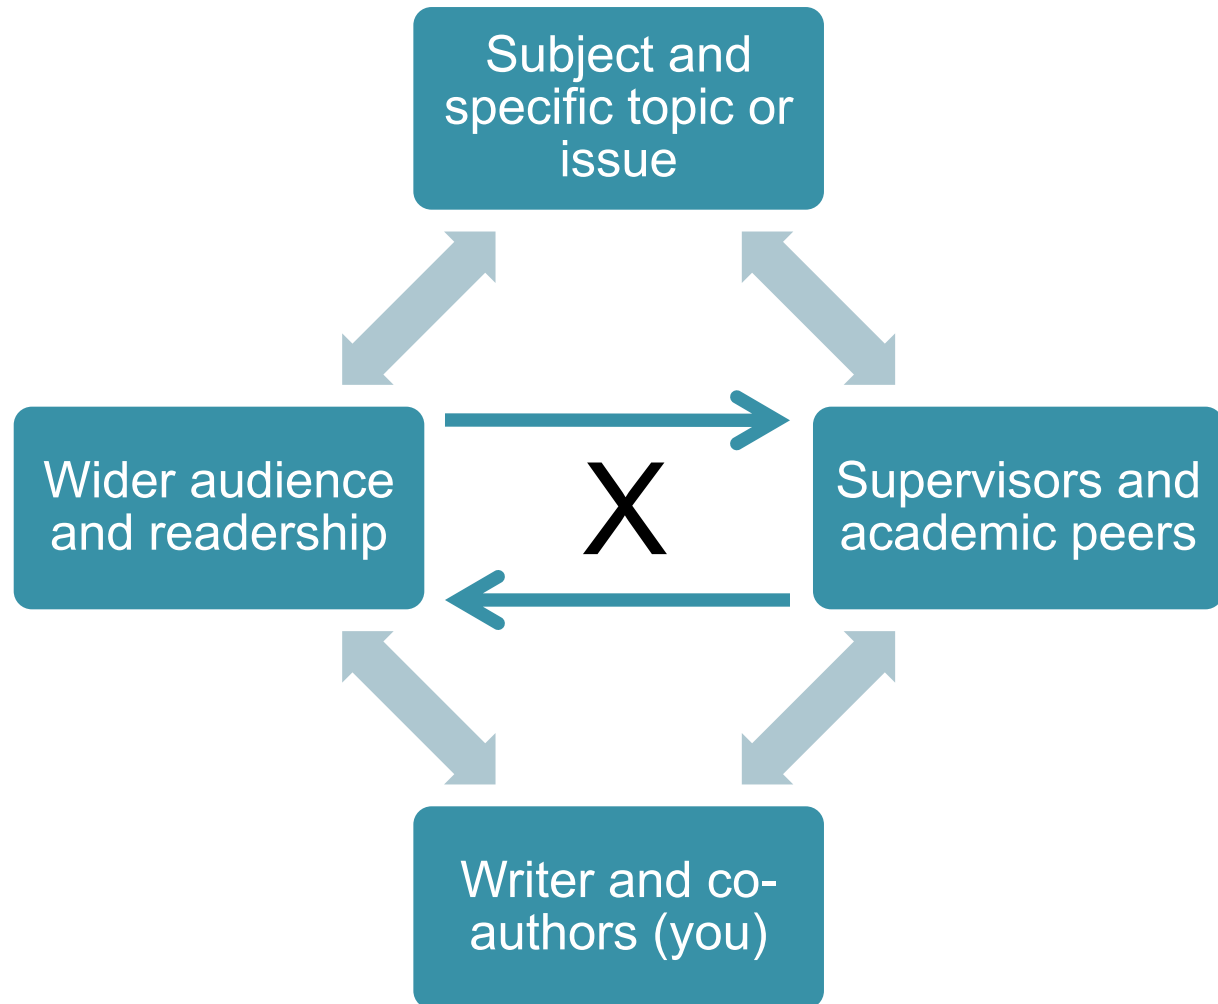 Subject and
specific topic or
issue
Wider audience
and readership
X
Supervisors and
academic peers
Writer and co-
authors (you)